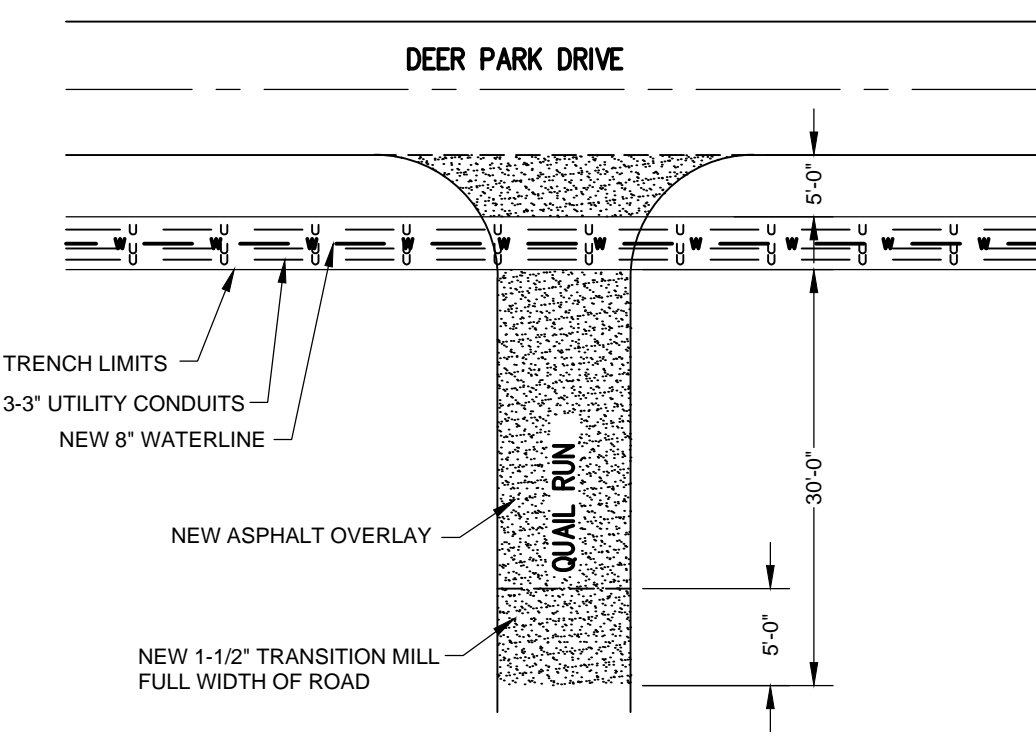 DEER PARK DRIVE
5'-0"
U U U U U U U U U U
W W W W W W W W W W
U U U U U U U U U U
TRENCH LIMITS
3-3" UTILITY CONDUITS
NEW 8" WATERLINE
30'-0"
QUAIL RUN
NEW ASPHALT OVERLAY
5'-0"
NEW 1-1/2" TRANSITION MILL
FULL WIDTH OF ROAD